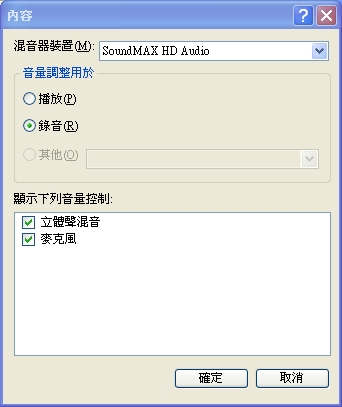 內容
混音器裝置(M): SoundMAX HD Audio
音量調整用於
播放(P)
錄音(R)
其他(O)
顯示下列音量控制:
立體聲混音
麥克風
確定 取消